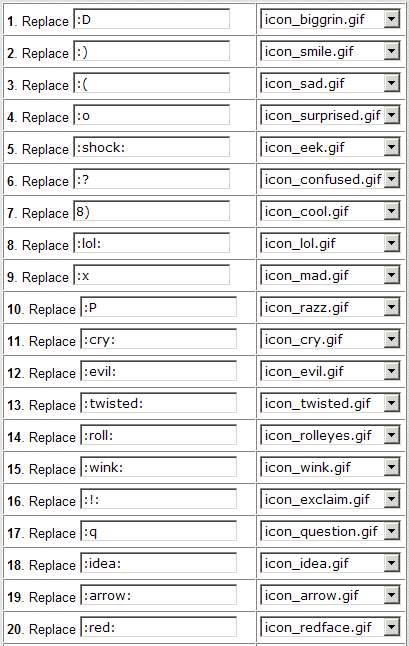 1. Replace :D icon_biggrin.gif
2. Replace :) icon_smile.gif
3. Replace :( icon_sad.gif
4. Replace :o icon_surprised.gif
5. Replace :shock: icon_eek.gif
6. Replace :? icon_confused.gif
7. Replace 8) icon_cool.gif
8. Replace :lol: icon_lol.gif
9. Replace :x icon_mad.gif
10. Replace :P icon_razz.gif
11. Replace :cry: icon_cry.gif
12. Replace :evil: icon_evil.gif
13. Replace :twisted: icon_twisted.gif
14. Replace :roll: icon_rolleyes.gif
15. Replace :wink: icon_wink.gif
16. Replace :!: icon_exclaim.gif
17. Replace :q icon_question.gif
18. Replace :idea: icon_idea.gif
19. Replace :arrow: icon_arrow.gif
20. Replace :red: icon_redface.gif